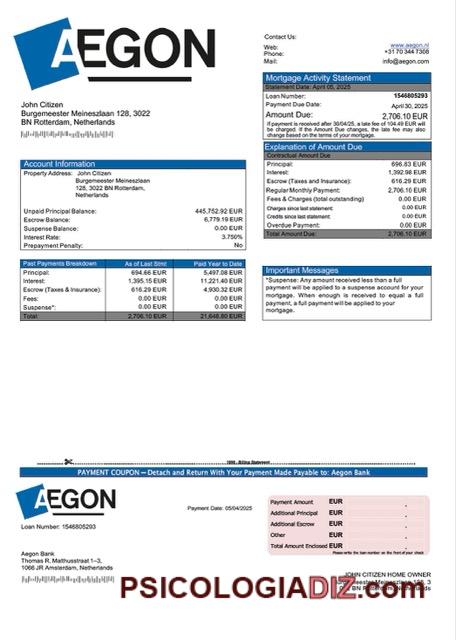 AEGON
Contact Us:
Web: www.aegon.nl
Phone: +31 70 344 7308
Mail: info@aegon.com
Mortgage Activity Statement
Statement Date: April 05, 2025
Loan Number: 1546805293
Payment Due Date: April 30, 2025
Amount Due: 2,706.10 EUR
If payment is received after 30/04/25, a late fee of 104.49 EUR will
be charged. If the Amount Due changes, the late fee may also
change based on the terms of your mortgage.
John Citizen
Burgemeester Meineszlaan 128, 3022
BN Rotterdam, Netherlands
Explanation of Amount Due
Contractual Amount Due
Principal: 696.83 EUR
Interest: 1,392.98 EUR
Escrow (Taxes and Insurance): 616.29 EUR
Regular Monthly Payment: 2,706.10 EUR
Fees & Charges (total outstanding) 0.00 EUR
Charges since last statement: 0.00 EUR
Credits since last statement: 0.00 EUR
Overdue Payment: 0.00 EUR
Total Amount Due: 2,706.10 EUR
Account Information
Property Address: John Citizen
Burgemeester Meineszlaan
128, 3022 BN Rotterdam,
Netherlands
Unpaid Principal Balance: 445,752.92 EUR
Escrow Balance: 6,779.19 EUR
Suspense Balance: 0.00 EUR
Interest Rate: 3.750%
Prepayment Penalty: No
Past Payments Breakdown As of Last Stmt Paid Year to Date
Principal: 694.66 EUR 5,497.08 EUR
Interest: 1,395.15 EUR 11,221.40 EUR
Escrow (Taxes & Insurance): 616.29 EUR 4,930.32 EUR
Fees: 0.00 EUR 0.00 EUR
Suspense*: 0.00 EUR 0.00 EUR
Total: 2,706.10 EUR 21,648.80 EUR
Important Messages
*Suspense: Any amount received less than a full
payment will be applied to a suspense account for your
mortgage. When enough is received to equal a full
payment, a full payment will be applied to your
mortgage.
Billing Statement
PAYMENT COUPON – Detach and Return With Your Payment Made Payable to: Aegon Bank
AEGON
Payment Date: 05/04/2025
Loan Number: 1546805293
Payment Amount EUR
Additional Principal EUR
Additional Escrow EUR
Other EUR
Total Amount Enclosed EUR
Please write the loan number on the front of your check
Aegon Bank
Thomas R. Malthusstraat 1–3,
1066 JR Amsterdam, Netherlands
JOHN CITIZEN HOME OWNER
BN Rotterdam, Netherlands
PSICOLOGIADIZ.com